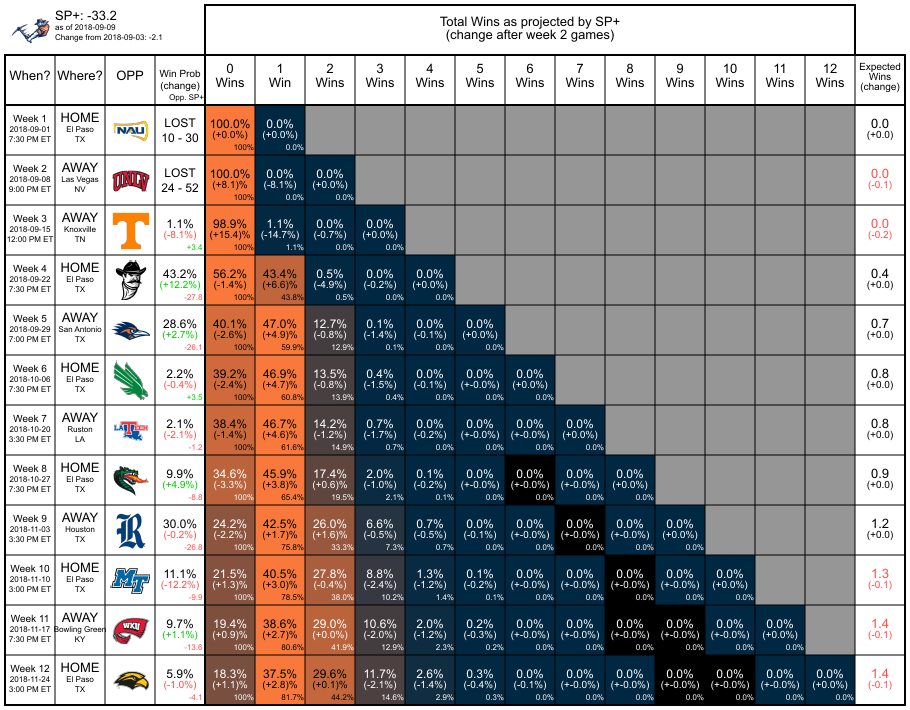 SP+: -33.2
as of 2018-09-09
Change from 2018-09-03: -2.1
Total Wins as projected by SP+
(change after week 2 games)
When? Where? OPP Win Prob (change) Opp. SP+ 0 Wins 1 Win 2 Wins 3 Wins 4 Wins 5 Wins 6 Wins 7 Wins 8 Wins 9 Wins 10 Wins 11 Wins 12 Wins Expected Wins (change)
Week 1 HOME NAU LOST 100.0% 0.0% 0.0
2018-09-01 El Paso 10 - 30 (+0.0%) (+0.0%) (+0.0)
7:30 PM ET TX 100% 0.0%
Week 2 AWAY UNLV LOST 100.0% 0.0% 0.0% 0.0
2018-09-08 Las Vegas 24 - 52 (+8.1)% (-8.1%) (+0.0%) (-0.1)
9:00 PM ET NV 100% 0.0% 0.0%
Week 3 AWAY T 1.1% 98.9% 1.1% 0.0% 0.0% 0.0
2018-09-15 Knoxville (-8.1%) (+15.4)% (-14.7%) (-0.7%) (+0.0%) (-0.2)
12:00 PM ET TN +3.4 100% 1.1% 0.0% 0.0%
Week 4 HOME 43.2% 56.2% 43.4% 0.5% 0.0% 0.0% 0.4
2018-09-22 El Paso (+12.2%) (-1.4%) (+6.6)% (-4.9%) (-0.2%) (+0.0%) (+0.0)
7:30 PM ET TX -27.8 100% 43.8% 0.5% 0.0% 0.0%
Week 5 AWAY 28.6% 40.1% 47.0% 12.7% 0.1% 0.0% 0.0% 0.7
2018-09-29 San Antonio (+2.7%) (-2.6%) (+4.9)% (-0.8%) (-1.4%) (-0.1%) (+0.0%) (+0.0)
7:00 PM ET TX -26.1 100% 59.9% 12.9% 0.1% 0.0% 0.0%
Week 6 HOME 2.2% 39.2% 46.9% 13.5% 0.4% 0.0% 0.0% 0.0% 0.8
2018-10-06 El Paso (-0.4%) (-2.4%) (+4.7)% (-0.8%) (-1.5%) (-0.1%) (+-0.0%) (+0.0%) (+0.0)
7:30 PM ET TX +3.5 100% 60.8% 13.9% 0.4% 0.0% 0.0% 0.0%
Week 7 AWAY LA TECH 2.1% 38.4% 46.7% 14.2% 0.7% 0.0% 0.0% 0.0% 0.0% 0.8
2018-10-20 Ruston (-2.1%) (-1.4%) (+4.6)% (-1.2%) (-1.7%) (-0.2%) (+-0.0%) (+-0.0%) (+0.0%) (+0.0)
3:30 PM ET LA -1.2 100% 61.6% 14.9% 0.7% 0.0% 0.0% 0.0% 0.0%
Week 8 HOME 9.9% 34.6% 45.9% 17.4% 2.0% 0.1% 0.0% 0.0% 0.0% 0.0% 0.9
2018-10-27 El Paso (+4.9%) (-3.3%) (+3.8)% (+0.6%) (-1.0%) (-0.2%) (+-0.0%) (+-0.0%) (+-0.0%) (+0.0%) (+0.0)
7:30 PM ET TX -8.8 100% 65.4% 19.5% 2.1% 0.1% 0.0% 0.0% 0.0% 0.0%
Week 9 AWAY R 30.0% 24.2% 42.5% 26.0% 6.6% 0.7% 0.0% 0.0% 0.0% 0.0% 0.0% 1.2
2018-11-03 Houston (-0.2%) (-2.2%) (+1.7)% (+1.6%) (-0.5%) (-0.5%) (-0.1%) (+-0.0%) (+-0.0%) (+-0.0%) (+0.0%) (+0.0)
3:30 PM ET TX -26.8 100% 75.8% 33.3% 7.3% 0.7% 0.0% 0.0% 0.0% 0.0% 0.0%
Week 10 HOME MT 11.1% 21.5% 40.5% 27.8% 8.8% 1.3% 0.1% 0.0% 0.0% 0.0% 0.0% 0.0% 1.3
2018-11-10 El Paso (-12.2%) (+1.3%) (+3.0)% (-0.4%) (-2.4%) (-1.2%) (-0.2%) (+-0.0%) (+-0.0%) (+-0.0%) (+-0.0%) (+0.0%) (-0.1)
3:00 PM ET TX -9.9 100% 78.5% 38.0% 10.2% 1.4% 0.1% 0.0% 0.0% 0.0% 0.0% 0.0%
Week 11 AWAY WKU 9.7% 19.4% 38.6% 29.0% 10.6% 2.0% 0.2% 0.0% 0.0% 0.0% 0.0% 0.0% 0.0% 1.4
2018-11-17 Bowling Green (+1.1%) (+0.9)% (+2.7%) (+0.0%) (-2.0%) (-1.2%) (-0.3%) (+-0.0%) (+-0.0%) (+-0.0%) (+-0.0%) (+-0.0%) (+0.0%) (-0.1)
7:30 PM ET KY -13.6 100% 80.6% 41.9% 12.9% 2.3% 0.2% 0.0% 0.0% 0.0% 0.0% 0.0% 0.0%
Week 12 HOME 5.9% 18.3% 37.5% 29.6% 11.7% 2.6% 0.3% 0.0% 0.0% 0.0% 0.0% 0.0% 0.0% 0.0% 1.4
2018-11-24 El Paso (-1.0%) (+1.1%) (+2.8)% (+0.1%) (-2.1%) (-1.4%) (-0.4%) (-0.1%) (+-0.0%) (+-0.0%) (+-0.0%) (+-0.0%) (+-0.0%) (+0.0%) (-0.1)
3:00 PM ET TX -4.1 100% 81.7% 44.2% 14.6% 2.9% 0.3% 0.0% 0.0% 0.0% 0.0% 0.0% 0.0% 0.0%